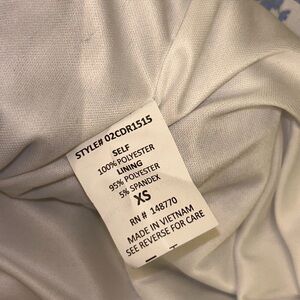 STYLE# 02CDR1515
SELF
100% POLYESTER
LINING
95% POLYESTER
5% SPANDEX
XS
RN # 148770
MADE IN VIETNAM
SEE REVERSE FOR CARE